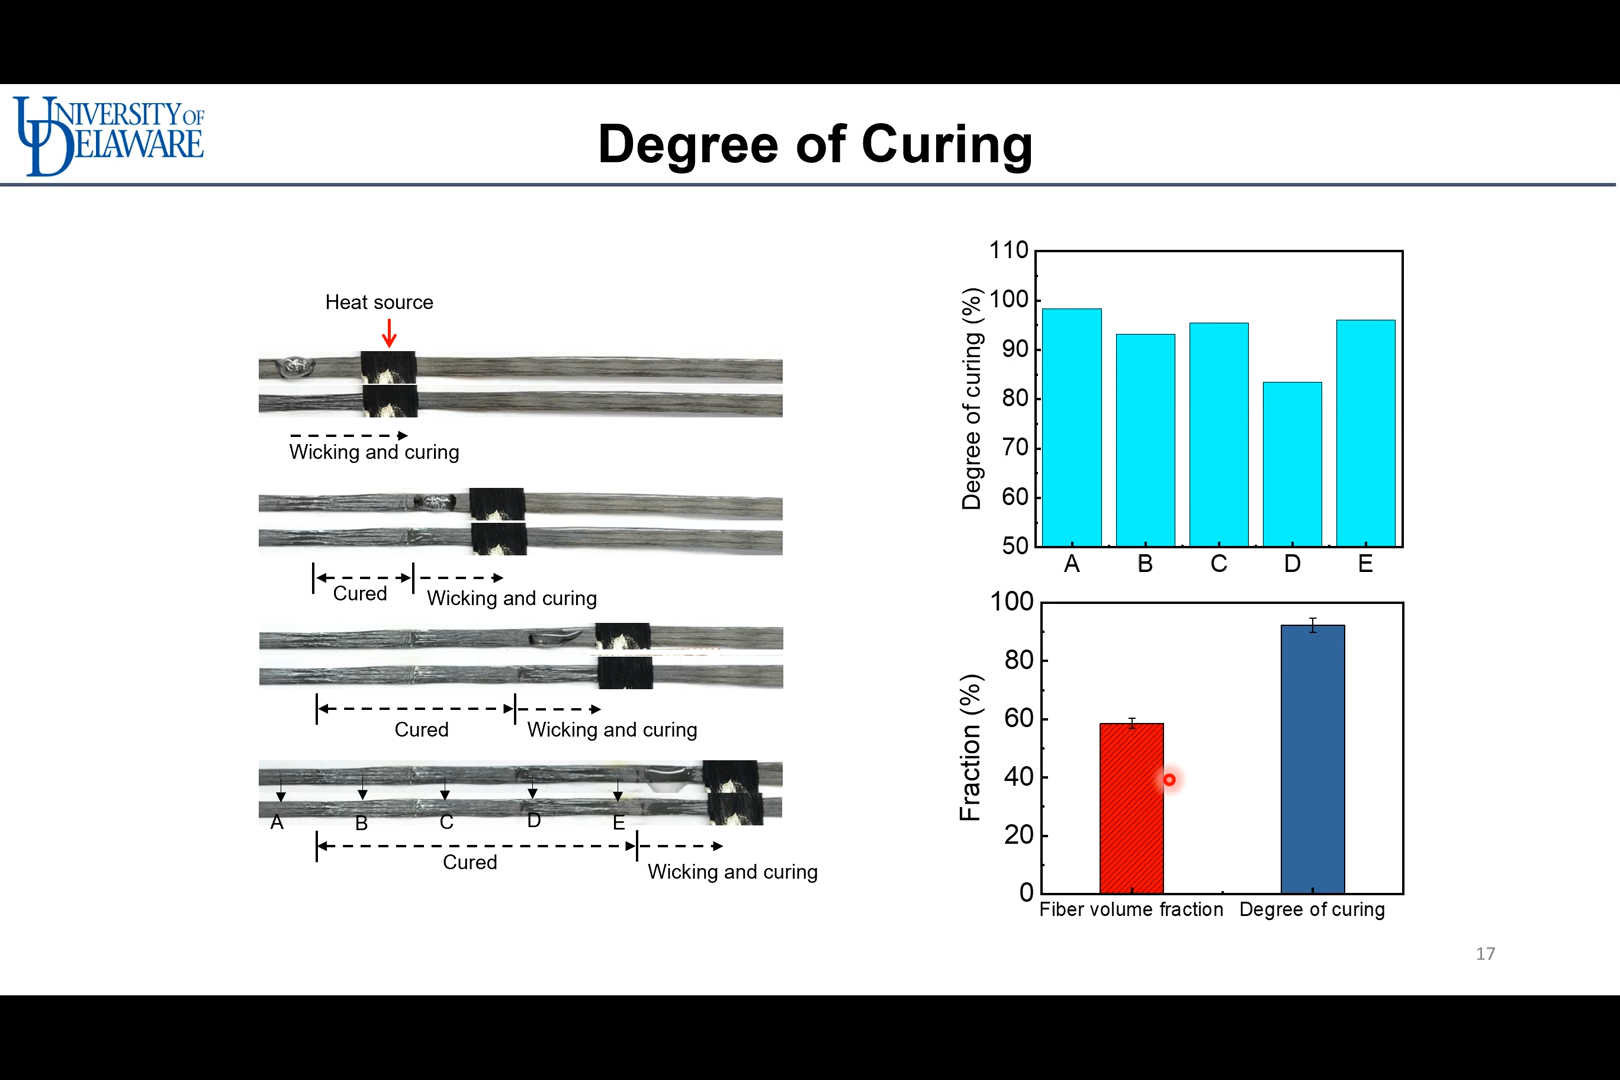 UNIVERSITY OF
DELAWARE
Degree of Curing
Heat source
Wicking and curing
Cured
Wicking and curing
Cured
Wicking and curing
A B C D E
Cured
Wicking and curing
Degree of curing (%)
110
100
90
80
70
60
50
A B C D E
Fraction (%)
100
80
60
40
20
0
Fiber volume fraction Degree of curing
17